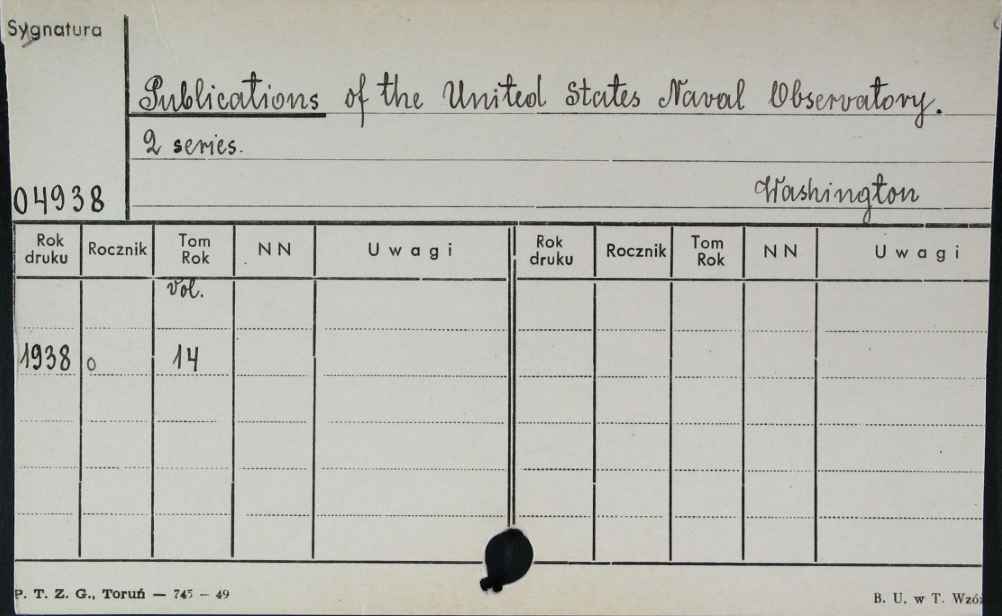 Sygnatura
Publications of the United States Naval Observatory.
2 series.
04938
Washington
Rok druku Rocznik Tom Rok NN Uwagi Rok druku Rocznik Tom Rok NN Uwagi
Vol.
1938 o 14
P. T. Z. G., Toruń — 745 — 49
B. U. w T. Wzó